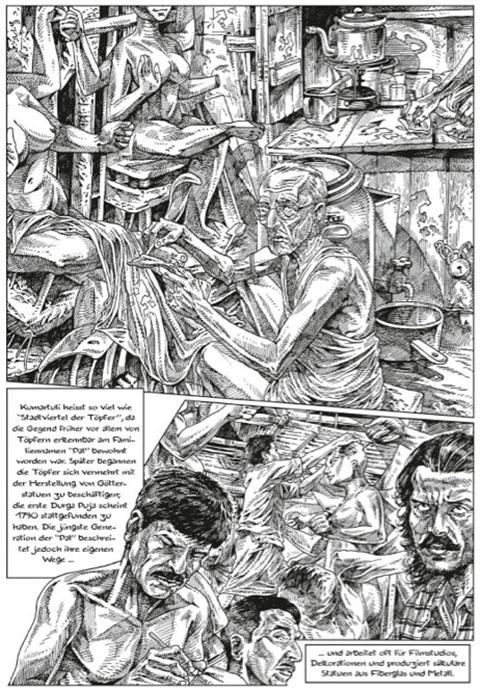 Kumartuli heisst so viel wie
"Stadtviertel der Töpfer", da
die Gegend früher vor allem von
Töpfern erkennbar am Fami-
liennamen "Pal" bewohnt
worden war. Später begannen
die Töpfer sich vermehrt mit
der Herstellung von Götter-
statuen zu beschäftigen;
die erste Durga Puja scheint
1790 stattgefunden zu
haben. Die jüngste Gene-
ration der "Pal" beschrei-
tet jedoch ihre eigenen
Wege ...
... und arbeitet oft für Filmstudios,
Dekorationen und produziert säkulare
Statuen aus Fiberglas und Metall.